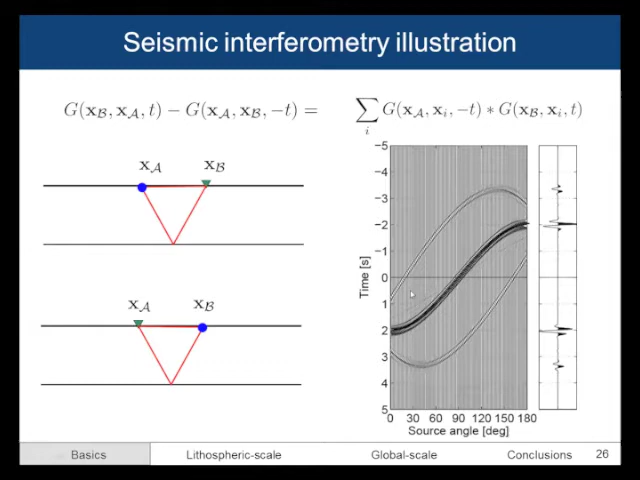 Seismic interferometry illustration
G(x_B, x_A, t) − G(x_A, x_B, −t) = ∑_i G(x_A, x_i, −t) ∗ G(x_B, x_i, t)
x_A x_B
x_A x_B
Time [s]
−5
−4
−3
−2
−1
0
1
2
3
4
5
0 30 60 90 120 150 180
Source angle [deg]
Basics Lithospheric-scale Global-scale Conclusions 26